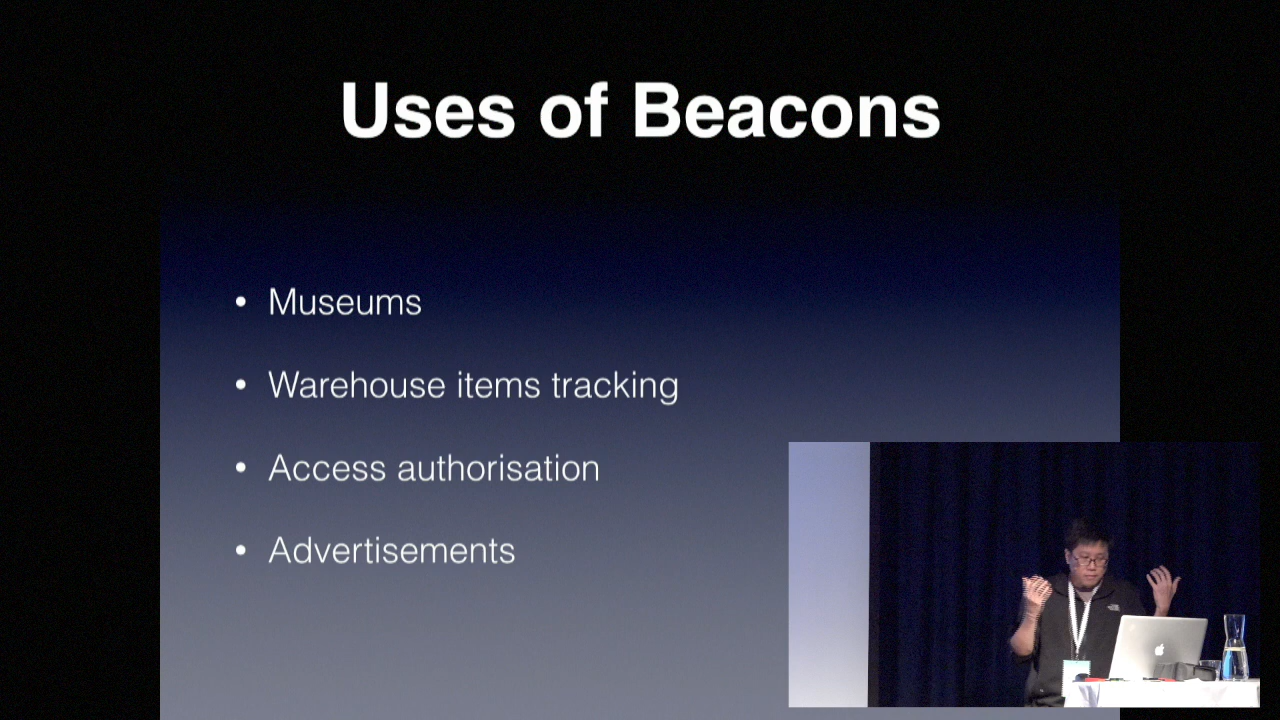 Uses of Beacons
• Museums
• Warehouse items tracking
• Access authorisation
• Advertisements